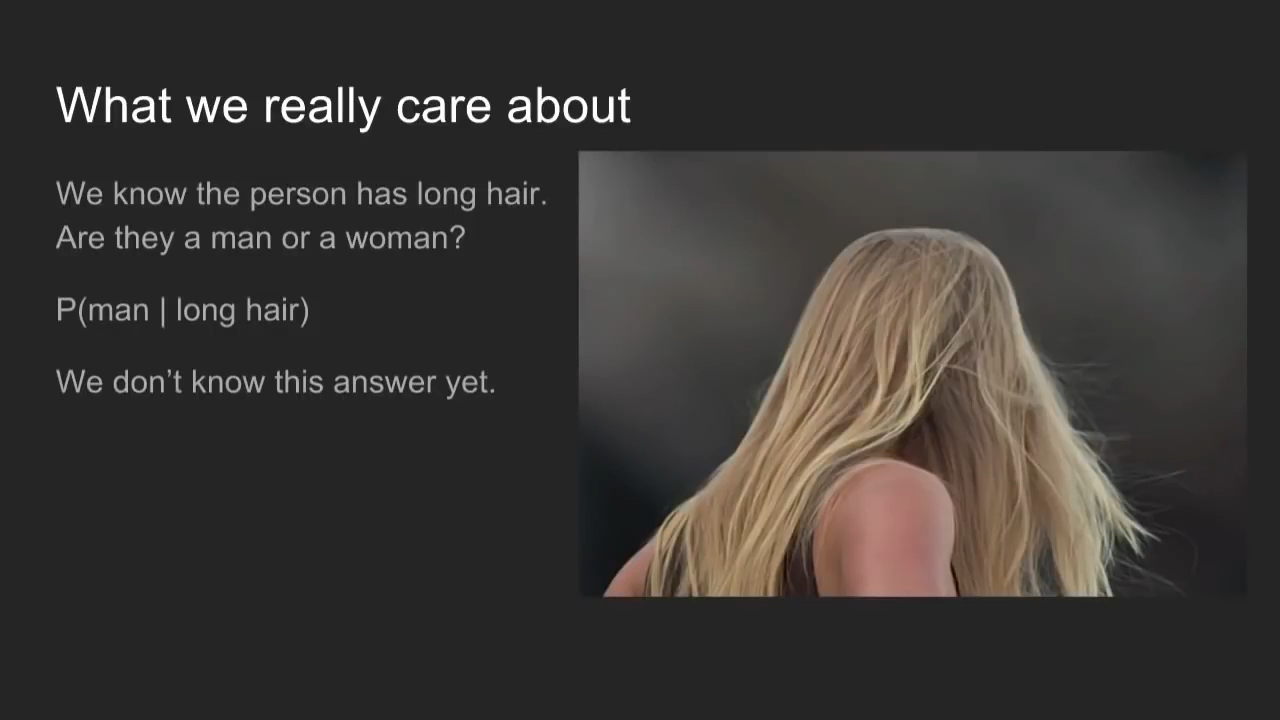 What we really care about
We know the person has long hair.
Are they a man or a woman?
P(man | long hair)
We don’t know this answer yet.